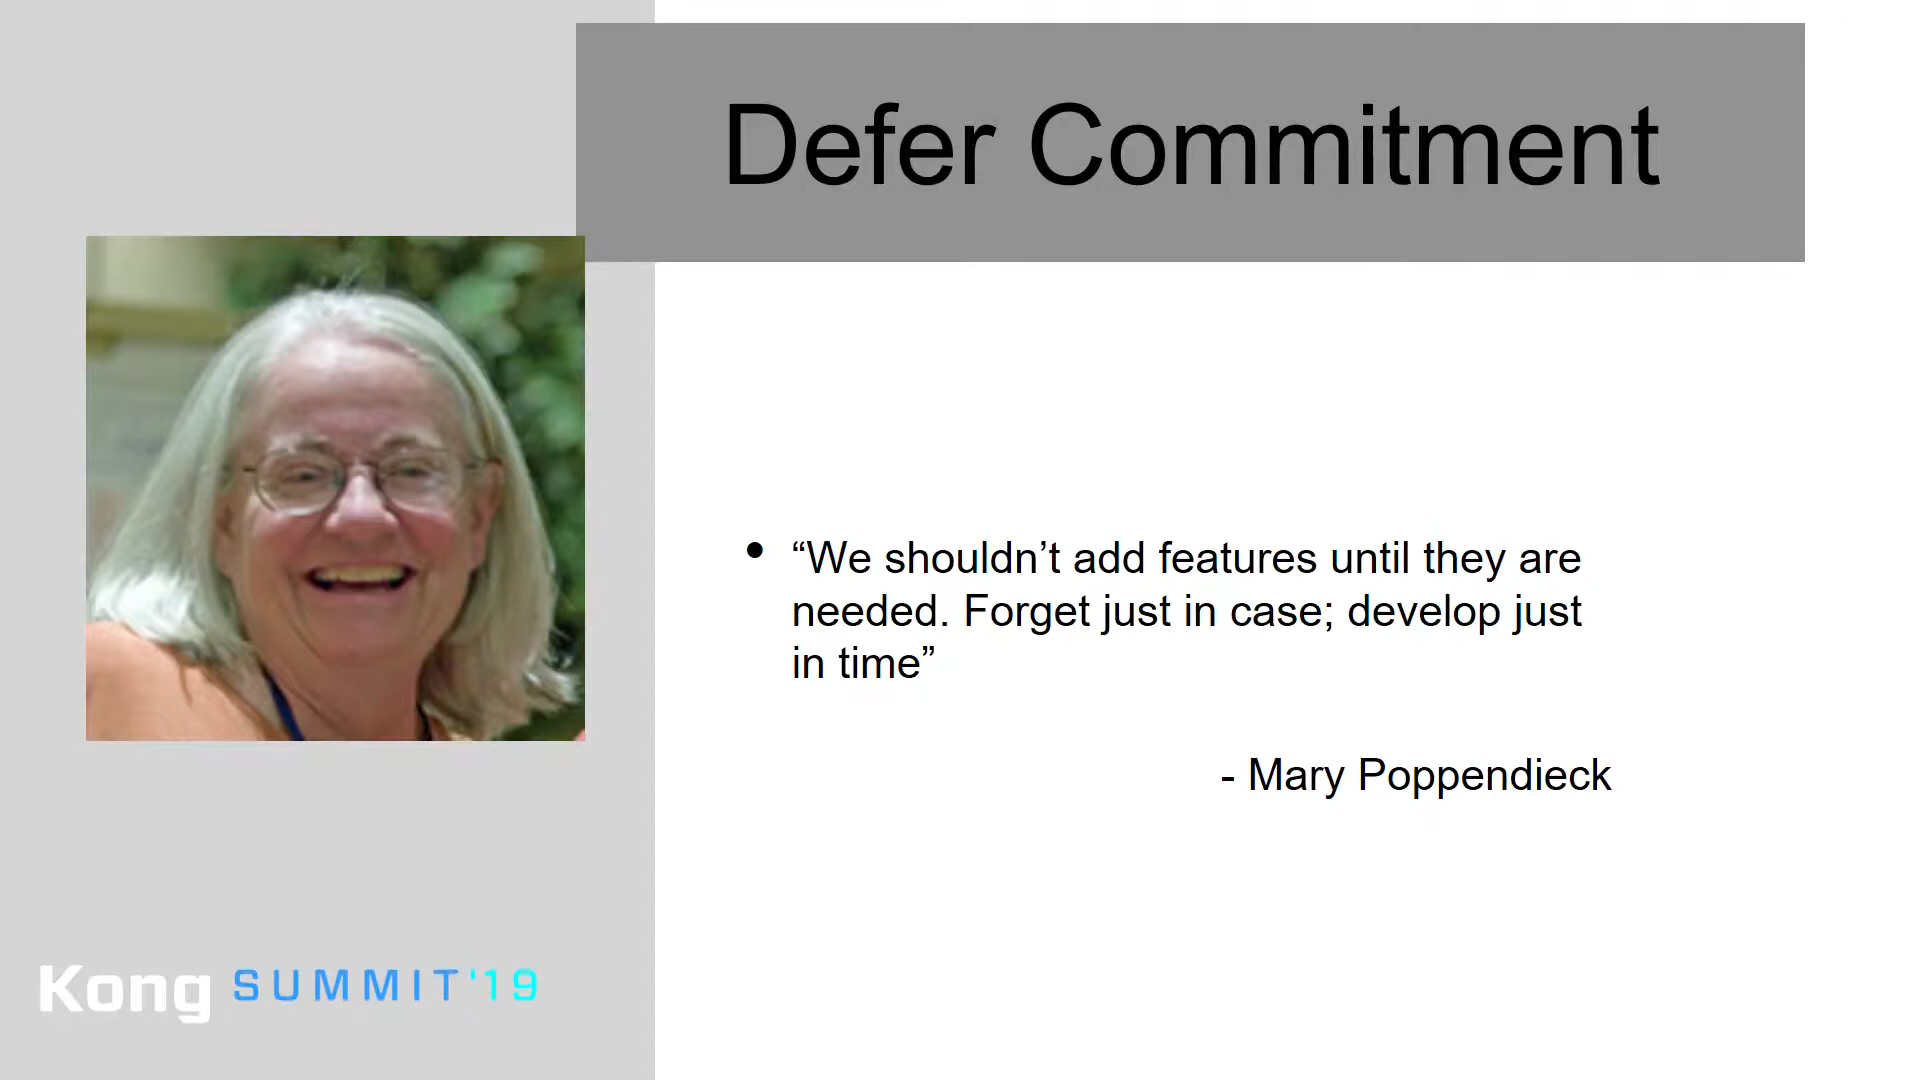 Defer Commitment
• “We shouldn’t add features until they are
needed. Forget just in case; develop just
in time”
- Mary Poppendieck
Kong SUMMIT'19